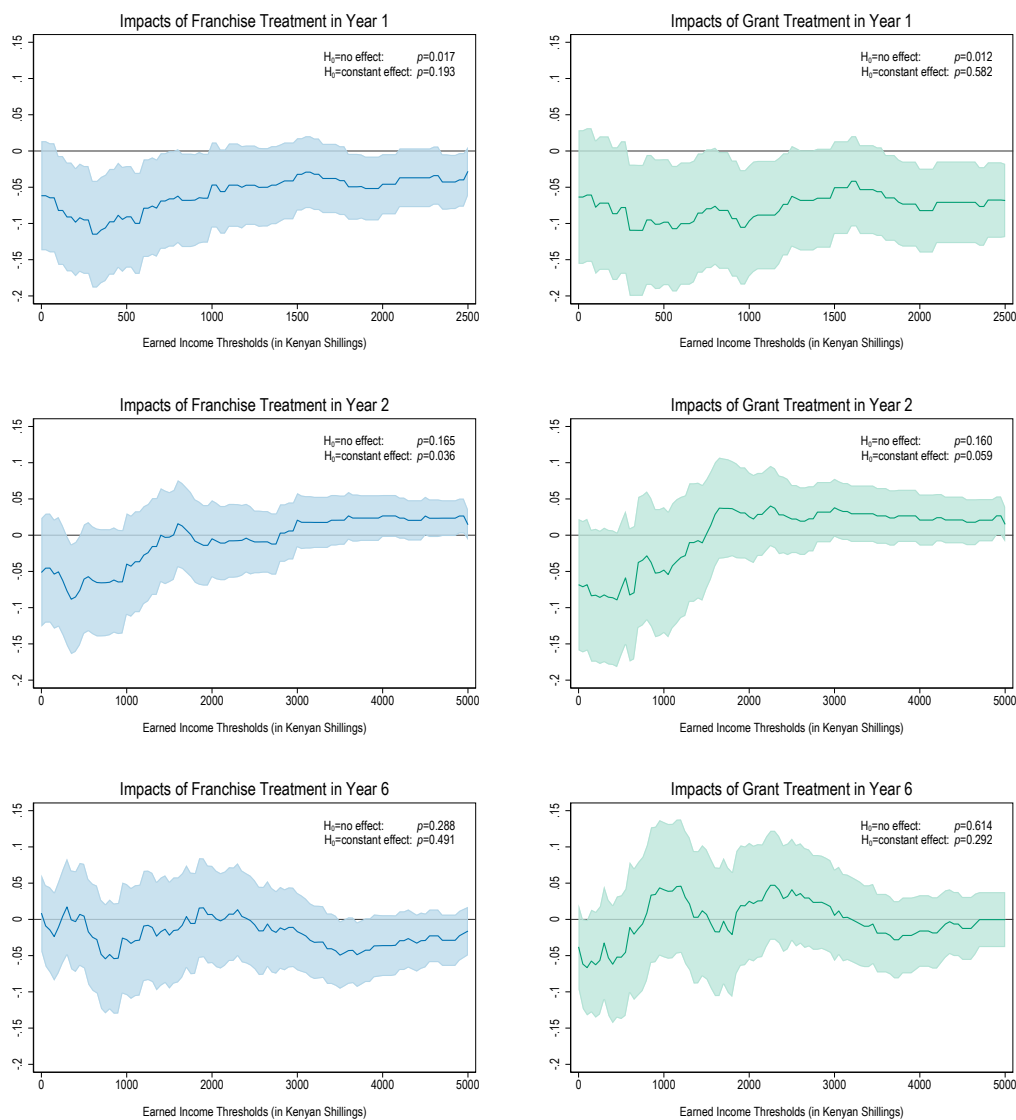 Impacts of Franchise Treatment in Year 1
.15
.1
.05
0
-.05
-.1
-.15
-.2
H₀=no effect: p=0.017
H₀=constant effect: p=0.193
0 500 1000 1500 2000 2500
Earned Income Thresholds (in Kenyan Shillings)
Impacts of Grant Treatment in Year 1
.15
.1
.05
0
-.05
-.1
-.15
-.2
H₀=no effect: p=0.012
H₀=constant effect: p=0.582
0 500 1000 1500 2000 2500
Earned Income Thresholds (in Kenyan Shillings)
Impacts of Franchise Treatment in Year 2
.15
.1
.05
0
-.05
-.1
-.15
-.2
H₀=no effect: p=0.165
H₀=constant effect: p=0.036
0 1000 2000 3000 4000 5000
Earned Income Thresholds (in Kenyan Shillings)
Impacts of Grant Treatment in Year 2
.15
.1
.05
0
-.05
-.1
-.15
-.2
H₀=no effect: p=0.160
H₀=constant effect: p=0.059
0 1000 2000 3000 4000 5000
Earned Income Thresholds (in Kenyan Shillings)
Impacts of Franchise Treatment in Year 6
.15
.1
.05
0
-.05
-.1
-.15
-.2
H₀=no effect: p=0.288
H₀=constant effect: p=0.491
0 1000 2000 3000 4000 5000
Earned Income Thresholds (in Kenyan Shillings)
Impacts of Grant Treatment in Year 6
.15
.1
.05
0
-.05
-.1
-.15
-.2
H₀=no effect: p=0.614
H₀=constant effect: p=0.292
0 1000 2000 3000 4000 5000
Earned Income Thresholds (in Kenyan Shillings)